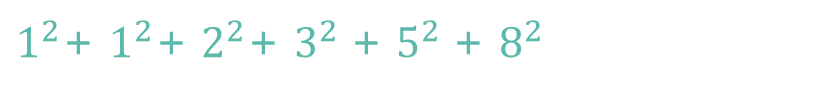 1² + 1² + 2² + 3² + 5² + 8²